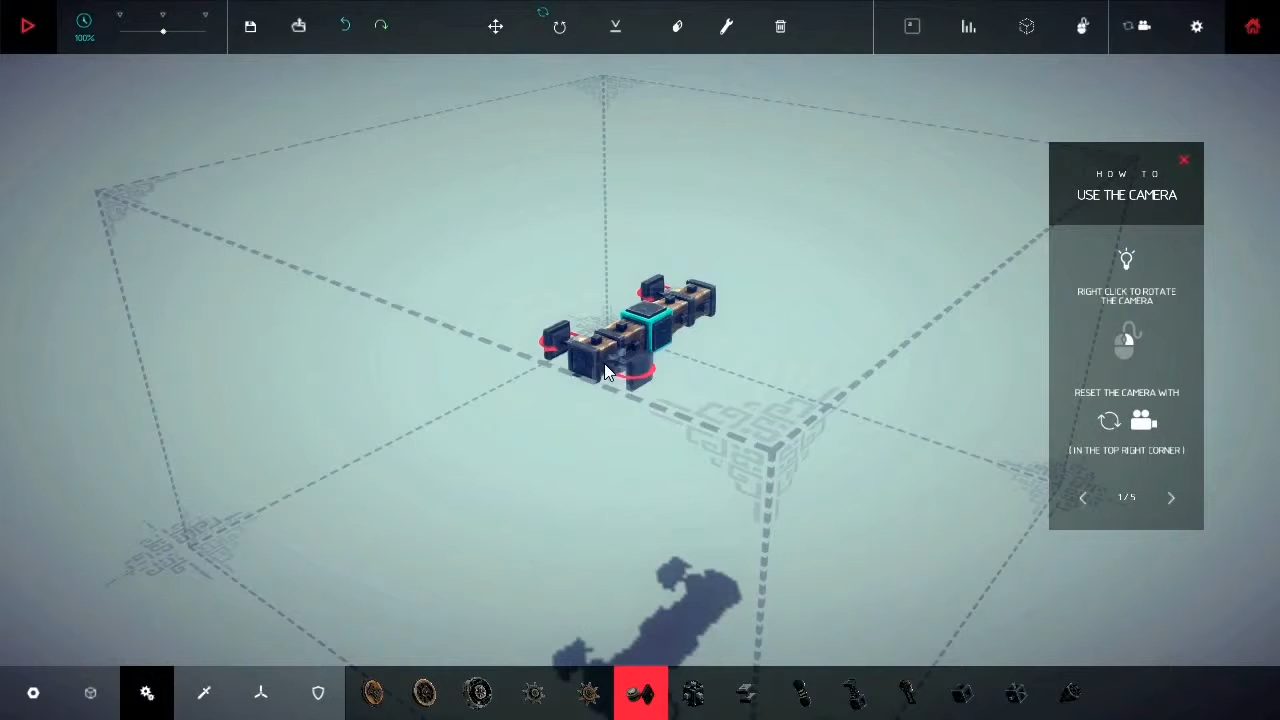 100%
HOW TO
USE THE CAMERA
RIGHT CLICK TO ROTATE
THE CAMERA
RESET THE CAMERA WITH
( IN THE TOP RIGHT CORNER )
1/5